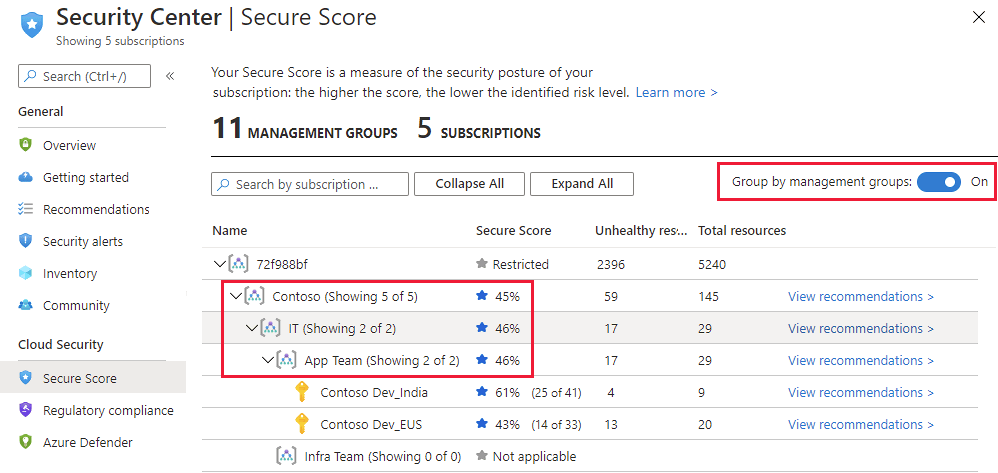 Security Center | Secure Score
Showing 5 subscriptions
Search (Ctrl+/) «
General
Overview
Getting started
Recommendations
Security alerts
Inventory
Community
Cloud Security
Secure Score
Regulatory compliance
Azure Defender
Your Secure Score is a measure of the security posture of your
subscription: the higher the score, the lower the identified risk level. Learn more >
11 MANAGEMENT GROUPS 5 SUBSCRIPTIONS
Search by subscription ... Collapse All Expand All Group by management groups: On
Name Secure Score Unhealthy res... Total resources
72f988bf Restricted 2396 5240
Contoso (Showing 5 of 5) 45% 59 145 View recommendations >
IT (Showing 2 of 2) 46% 17 29 View recommendations >
App Team (Showing 2 of 2) 46% 17 29 View recommendations >
Contoso Dev_India 61% (25 of 41) 4 9 View recommendations >
Contoso Dev_EUS 43% (14 of 33) 13 20 View recommendations >
Infra Team (Showing 0 of 0) Not applicable